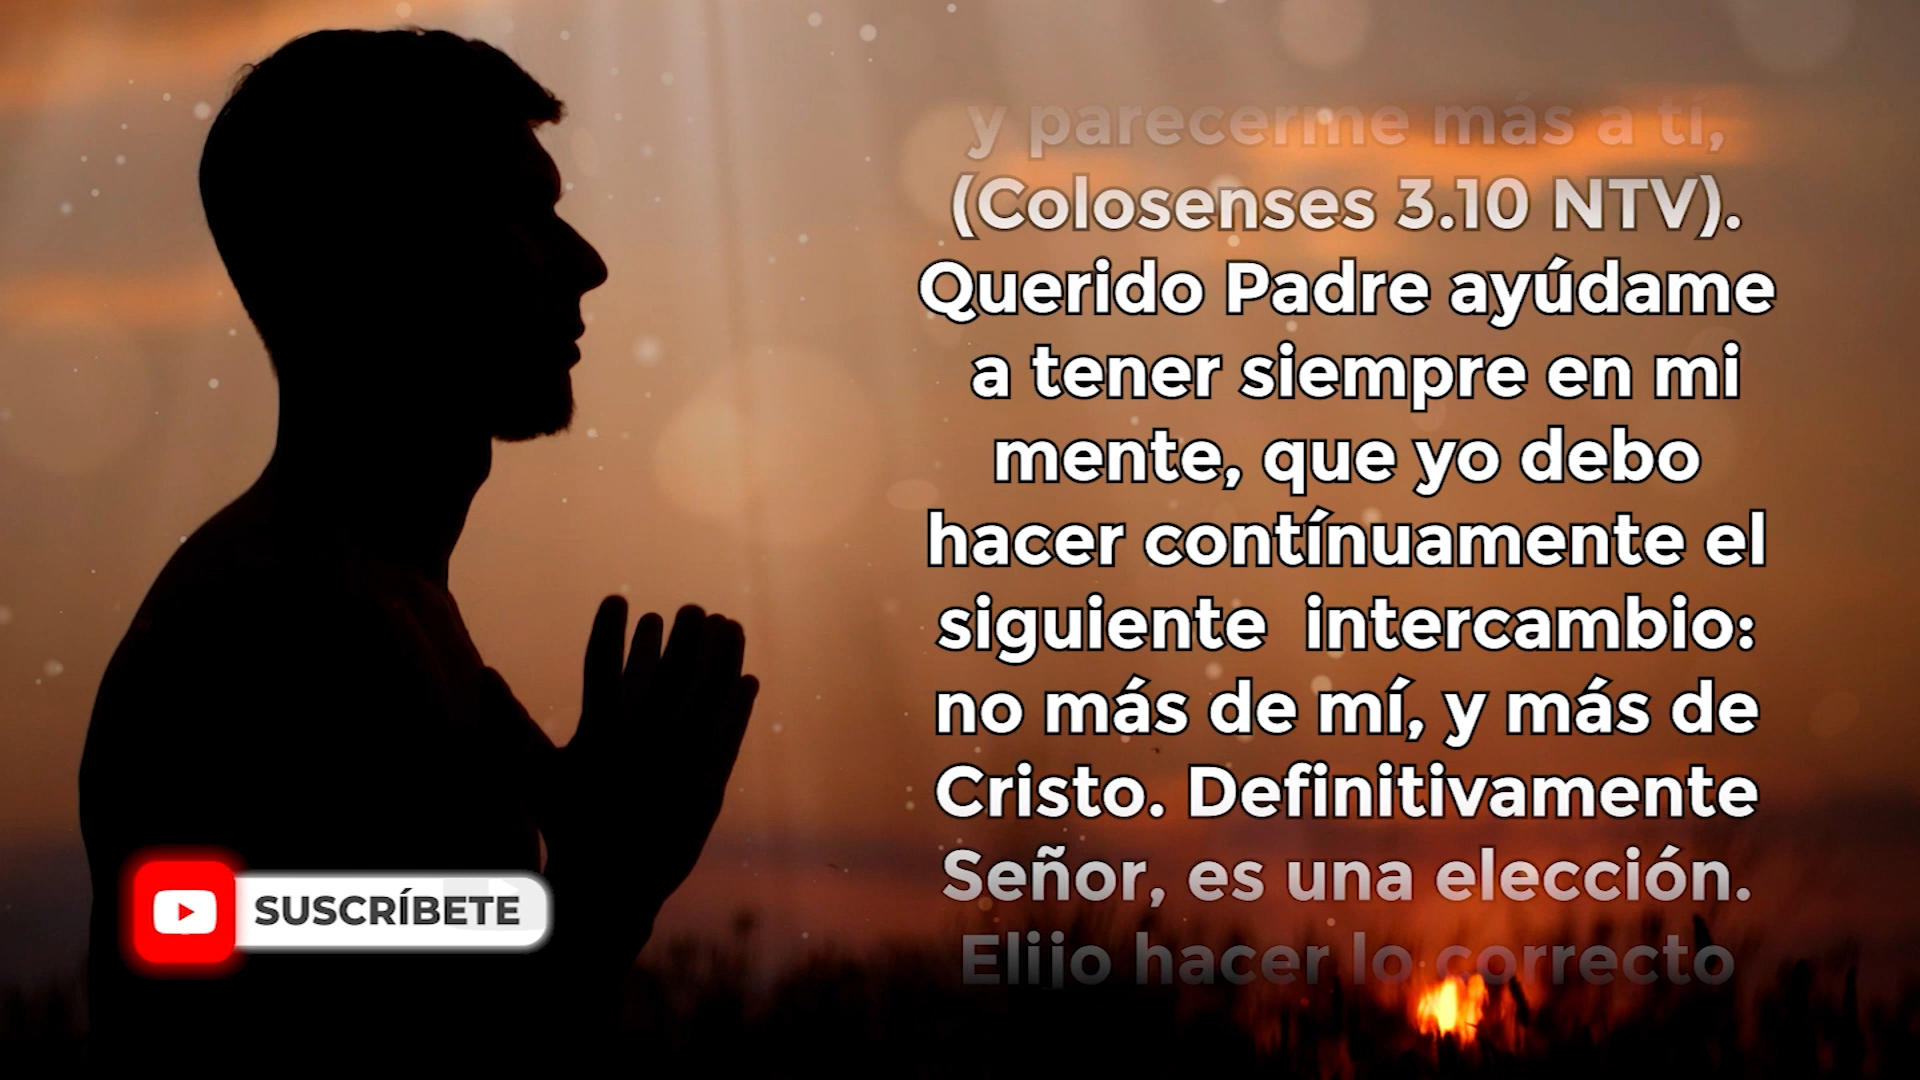 y parecerme más a tí,
(Colosenses 3.10 NTV).
Querido Padre ayúdame
a tener siempre en mi
mente, que yo debo
hacer contínuamente el
siguiente  intercambio:
no más de mí, y más de
Cristo. Definitivamente
Señor, es una elección.
Elijo hacer lo correcto
SUSCRÍBETE